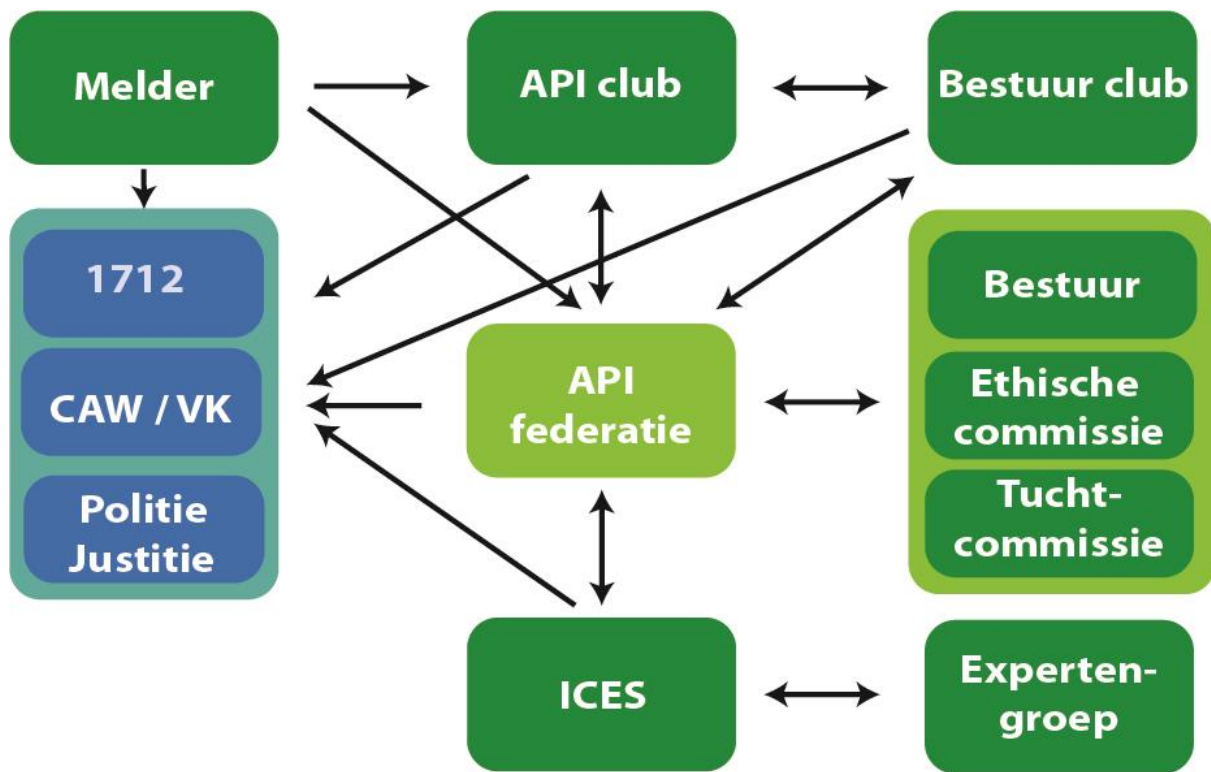 Melder
API club
Bestuur club
1712
CAW / VK
Politie
Justitie
API
federatie
Bestuur
Ethische
commissie
Tucht-
commissie
ICES
Experten-
groep